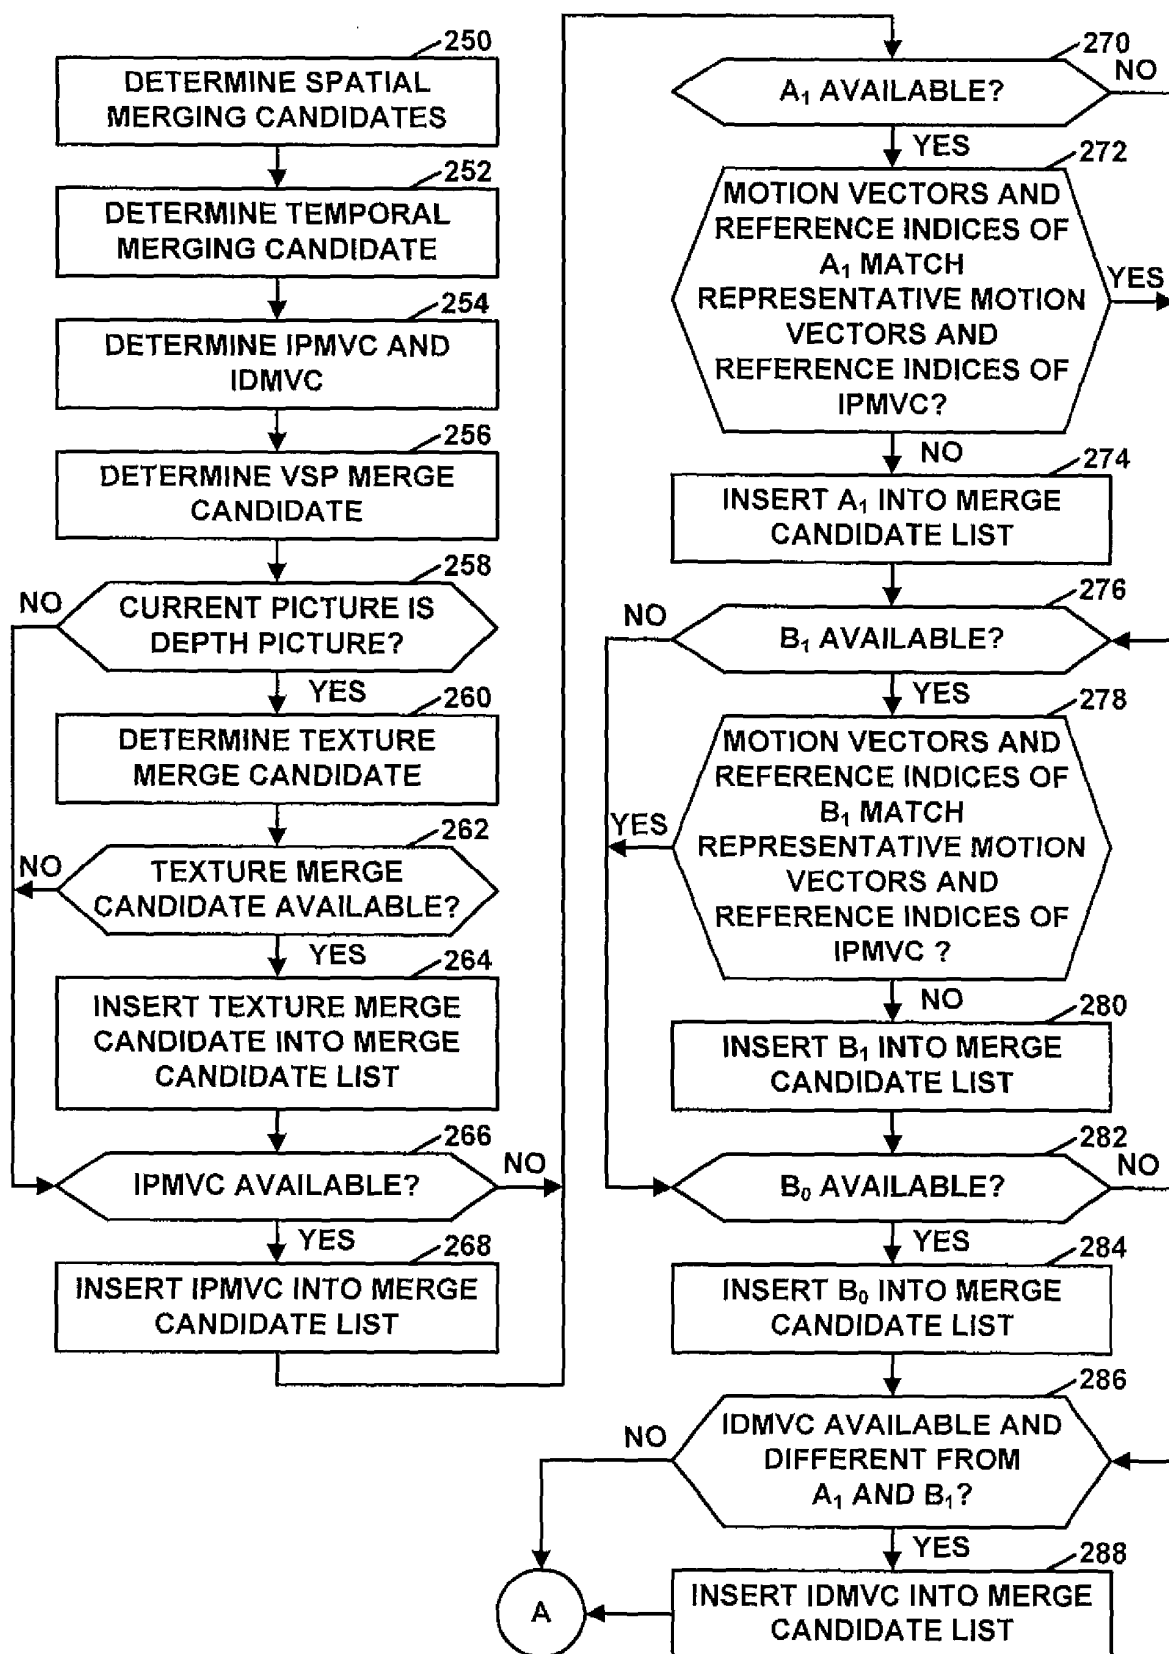 250
DETERMINE SPATIAL
MERGING CANDIDATES
252
DETERMINE TEMPORAL
MERGING CANDIDATE
254
DETERMINE IPMVC AND
IDMVC
256
DETERMINE VSP MERGE
CANDIDATE
258
NO
CURRENT PICTURE IS
DEPTH PICTURE?
YES
260
DETERMINE TEXTURE
MERGE CANDIDATE
262
NO
TEXTURE MERGE
CANDIDATE AVAILABLE?
YES
264
INSERT TEXTURE MERGE
CANDIDATE INTO MERGE
CANDIDATE LIST
266
NO
IPMVC AVAILABLE?
YES
268
INSERT IPMVC INTO MERGE
CANDIDATE LIST
270
NO
A₁ AVAILABLE?
YES
272
MOTION VECTORS AND
REFERENCE INDICES OF
A₁ MATCH
REPRESENTATIVE MOTION
VECTORS AND
REFERENCE INDICES OF
IPMVC?
YES
NO
274
INSERT A₁ INTO MERGE
CANDIDATE LIST
276
NO
B₁ AVAILABLE?
YES
278
MOTION VECTORS AND
REFERENCE INDICES OF
B₁ MATCH
REPRESENTATIVE MOTION
VECTORS AND
REFERENCE INDICES OF
IPMVC ?
YES
NO
280
INSERT B₁ INTO MERGE
CANDIDATE LIST
282
NO
B₀ AVAILABLE?
YES
284
INSERT B₀ INTO MERGE
CANDIDATE LIST
286
NO
IDMVC AVAILABLE AND
DIFFERENT FROM
A₁ AND B₁?
YES
288
INSERT IDMVC INTO MERGE
CANDIDATE LIST
A